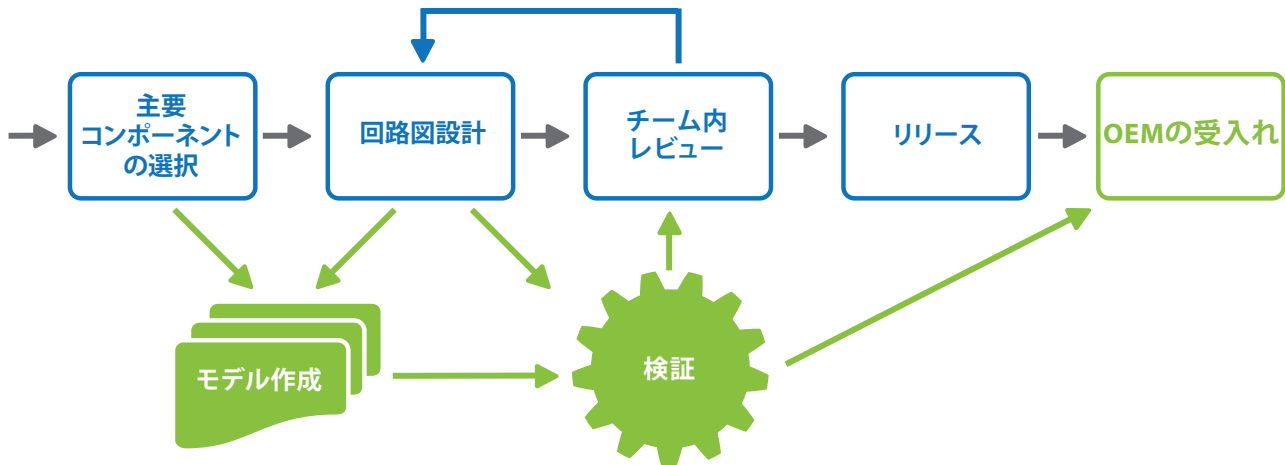 主要
コンポーネント
の選択
回路図設計
チーム内
レビュー
リリース
OEMの受入れ
モデル作成
検証